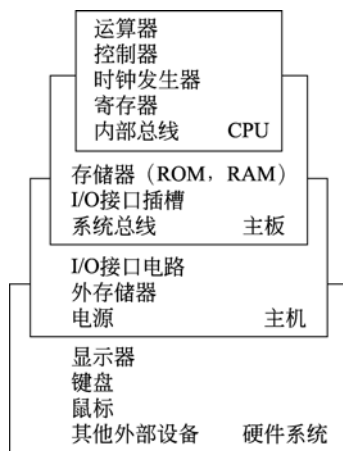 运算器
控制器
时钟发生器
寄存器
内部总线 CPU
存储器（ROM，RAM）
I/O接口插槽
系统总线 主板
I/O接口电路
外存储器
电源 主机
显示器
键盘
鼠标
其他外部设备 硬件系统